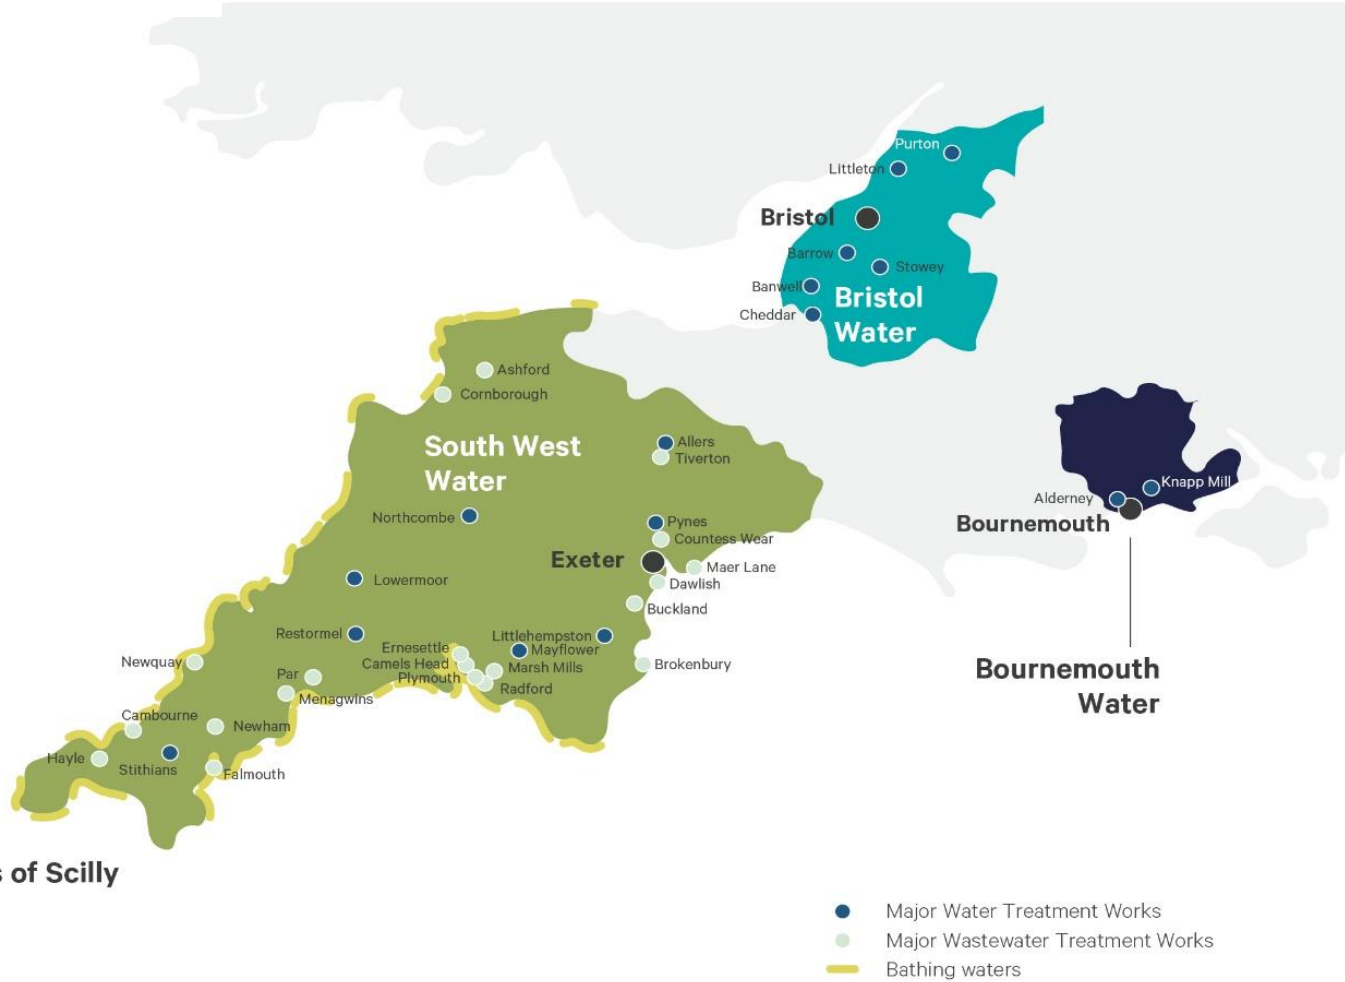 Purton
Littleton
Bristol
Barrow
Stowey
Banwell
Bristol
Water
Cheddar
Ashford
Cornborough
South West
Water
Allers
Tiverton
Knapp Mill
Alderney
Bournemouth
Northcombe
Pynes
Countess Wear
Exeter
Maer Lane
Dawlish
Lowermoor
Buckland
Restormel
Littlehempston
Ernesettle
Mayflower
Camels Head
Marsh Mills
Plymouth
Radford
Brokenbury
Newquay
Par
Menagwins
Bournemouth
Water
Cambourne
Newham
Hayle
Stithians
Falmouth
s of Scilly
Major Water Treatment Works
Major Wastewater Treatment Works
Bathing waters